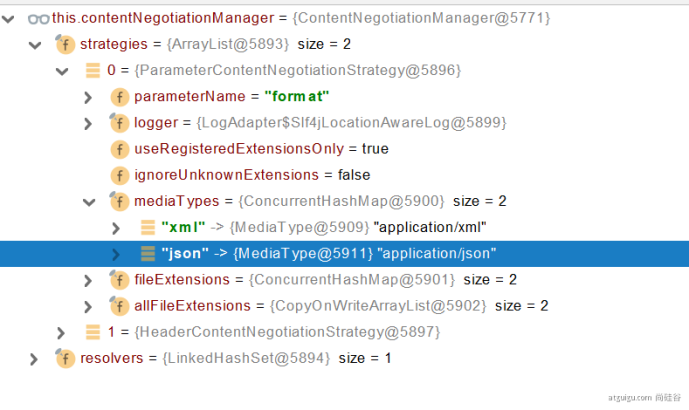 this.contentNegotiationManager = {ContentNegotiationManager@5771}
strategies = {ArrayList@5893} size = 2
0 = {ParameterContentNegotiationStrategy@5896}
parameterName = "format"
logger = {LogAdapter$Slf4jLocationAwareLog@5899}
useRegisteredExtensionsOnly = true
ignoreUnknownExtensions = false
mediaTypes = {ConcurrentHashMap@5900} size = 2
"xml" -> {MediaType@5909} "application/xml"
"json" -> {MediaType@5911} "application/json"
fileExtensions = {ConcurrentHashMap@5901} size = 2
allFileExtensions = {CopyOnWriteArrayList@5902} size = 2
1 = {HeaderContentNegotiationStrategy@5897}
resolvers = {LinkedHashSet@5894} size = 1
atguigu.com 尚硅谷